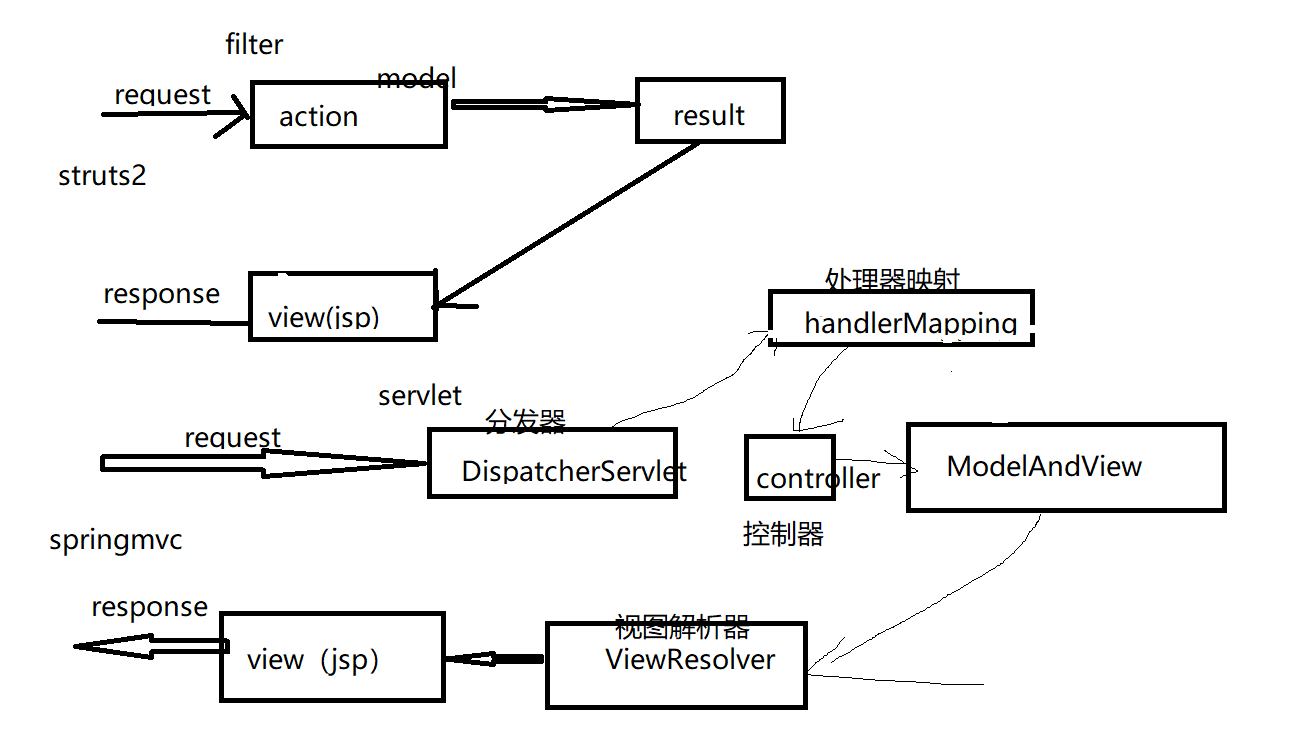 filter
model
request
action
result
struts2
response
view(jsp)
处理器映射
handlerMapping
servlet
分发器
request
DispatcherServlet
controller
ModelAndView
控制器
springmvc
response
视图解析器
view（jsp）
ViewResolver